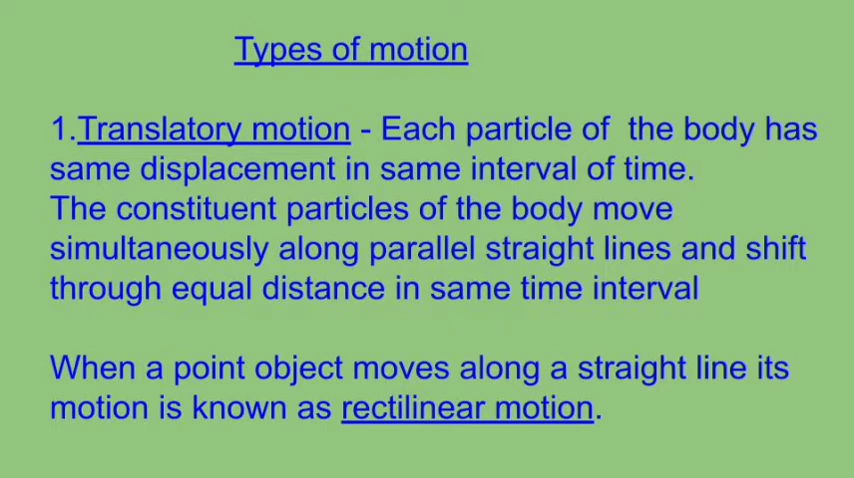 Types of motion
1.Translatory motion - Each particle of the body has
same displacement in same interval of time.
The constituent particles of the body move
simultaneously along parallel straight lines and shift
through equal distance in same time interval
When a point object moves along a straight line its
motion is known as rectilinear motion.